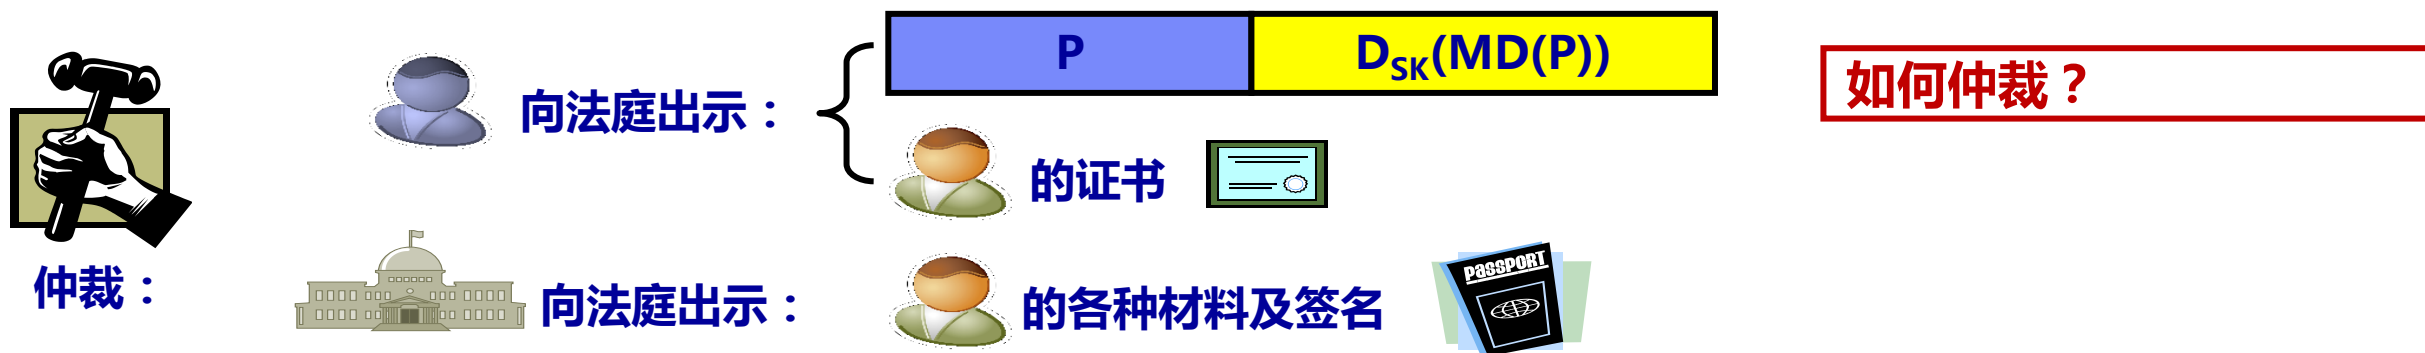 P
D_SK(MD(P))
如何仲裁？
向法庭出示：
的证书
仲裁：
向法庭出示：
的各种材料及签名
PASSPORT